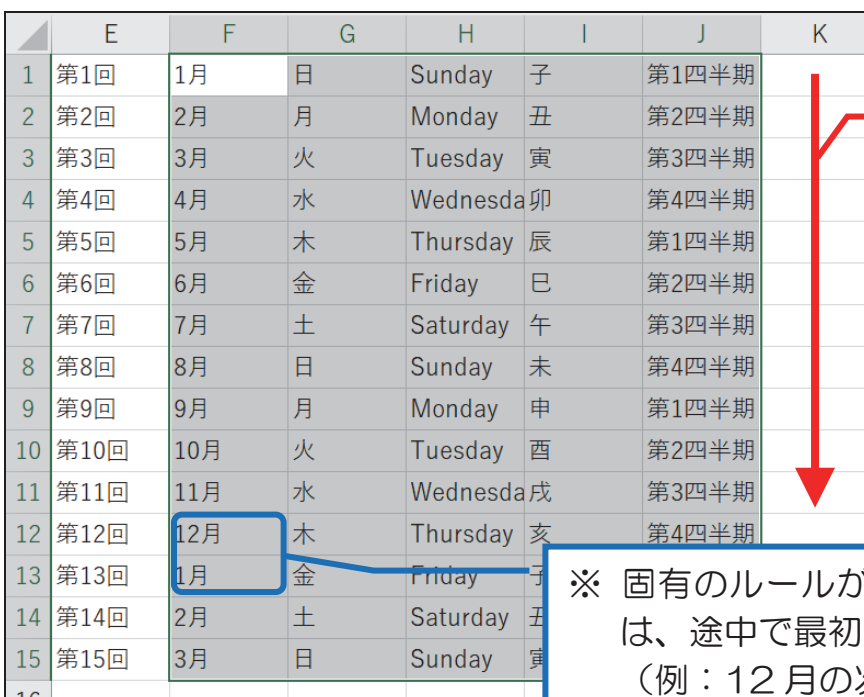 E F G H I J K
1 第1回 1月 日 Sunday 子 第1四半期
2 第2回 2月 月 Monday 丑 第2四半期
3 第3回 3月 火 Tuesday 寅 第3四半期
4 第4回 4月 水 Wednesda 卯 第4四半期
5 第5回 5月 木 Thursday 辰 第1四半期
6 第6回 6月 金 Friday 巳 第2四半期
7 第7回 7月 土 Saturday 午 第3四半期
8 第8回 8月 日 Sunday 未 第4四半期
9 第9回 9月 月 Monday 申 第1四半期
10 第10回 10月 火 Tuesday 酉 第2四半期
11 第11回 11月 水 Wednesda 戌 第3四半期
12 第12回 12月 木 Thursday 亥 第4四半期
13 第13回 1月 金 Friday 子
14 第14回 2月 土 Saturday 丑
15 第15回 3月 日 Sunday 寅
16
※ 固有のルールが
は、途中で最初
（例：12月の